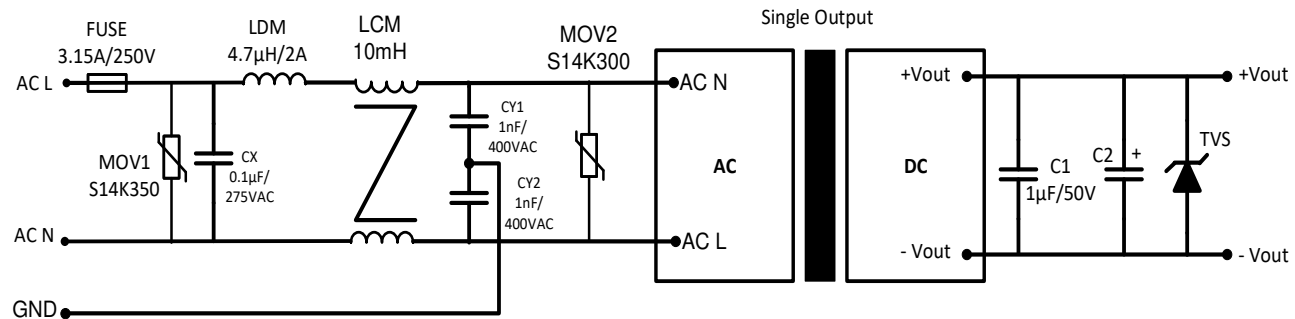 Single Output
FUSE
3.15A/250V
LDM
4.7µH/2A
LCM
10mH
MOV2
S14K300
AC L
AC N
+Vout
+Vout
MOV1
S14K350
CX
0.1µF/
275VAC
CY1
1nF/
400VAC
CY2
1nF/
400VAC
AC
DC
C1
1µF/50V
C2
+
TVS
AC N
AC L
- Vout
- Vout
GND